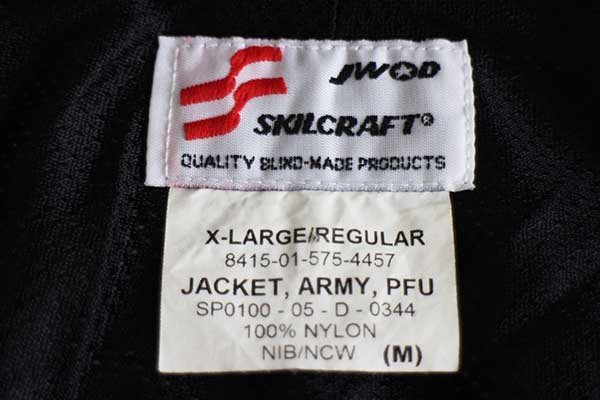 JWOD
SKILCRAFT®
QUALITY BLIND-MADE PRODUCTS
X-LARGE/REGULAR
8415-01-575-4457
JACKET, ARMY, PFU
SP0100 - 05 - D - 0344
100% NYLON
NIB/NCW (M)